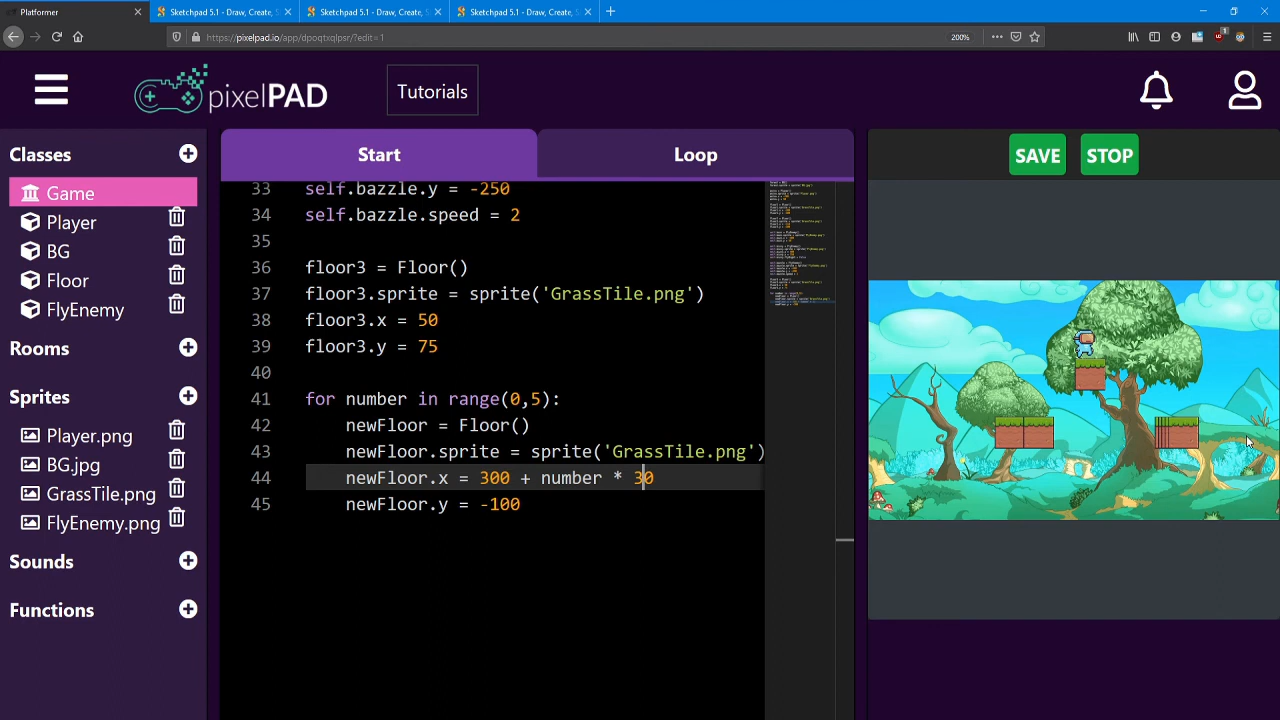 Platformer
Sketchpad 5.1 - Draw, Create, S
Sketchpad 5.1 - Draw, Create, S
Sketchpad 5.1 - Draw, Create, S
https://pixelpad.io/app/dpoqtxqlpsr/?edit=1
200%
pixelPAD
Tutorials
Classes
Game
Player
BG
Floor
FlyEnemy
Rooms
Sprites
Player.png
BG.jpg
GrassTile.png
FlyEnemy.png
Sounds
Functions
Start
Loop
33 self.bazzle.y = -250
34 self.bazzle.speed = 2
35
36 floor3 = Floor()
37 floor3.sprite = sprite('GrassTile.png')
38 floor3.x = 50
39 floor3.y = 75
40
41 for number in range(0,5):
42 newFloor = Floor()
43 newFloor.sprite = sprite('GrassTile.png')
44 newFloor.x = 300 + number * 30
45 newFloor.y = -100
SAVE
STOP